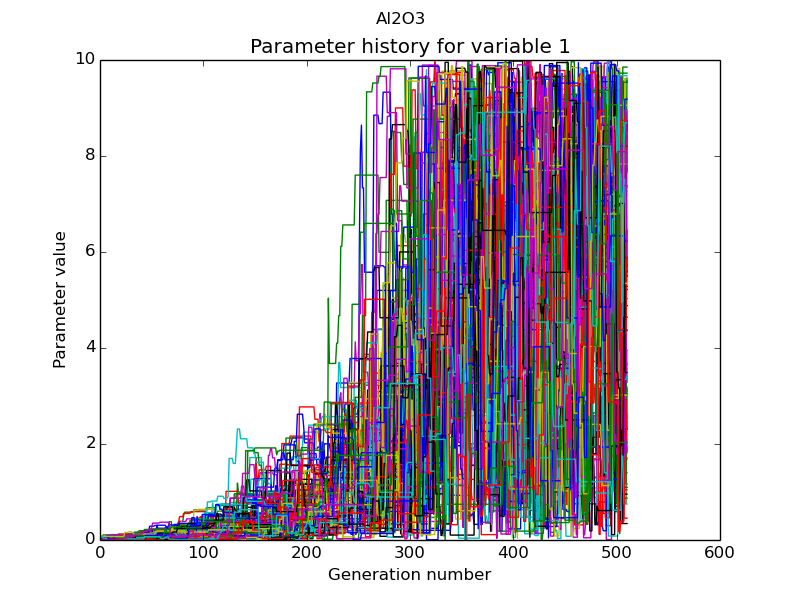 Al2O3
Parameter history for variable 1
Parameter value
10
8
6
4
2
0
0 100 200 300 400 500 600
Generation number